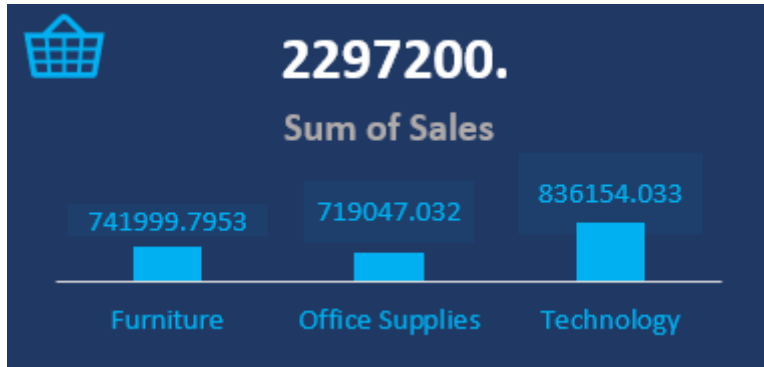 2297200.
Sum of Sales
741999.7953
719047.032
836154.033
Furniture
Office Supplies
Technology